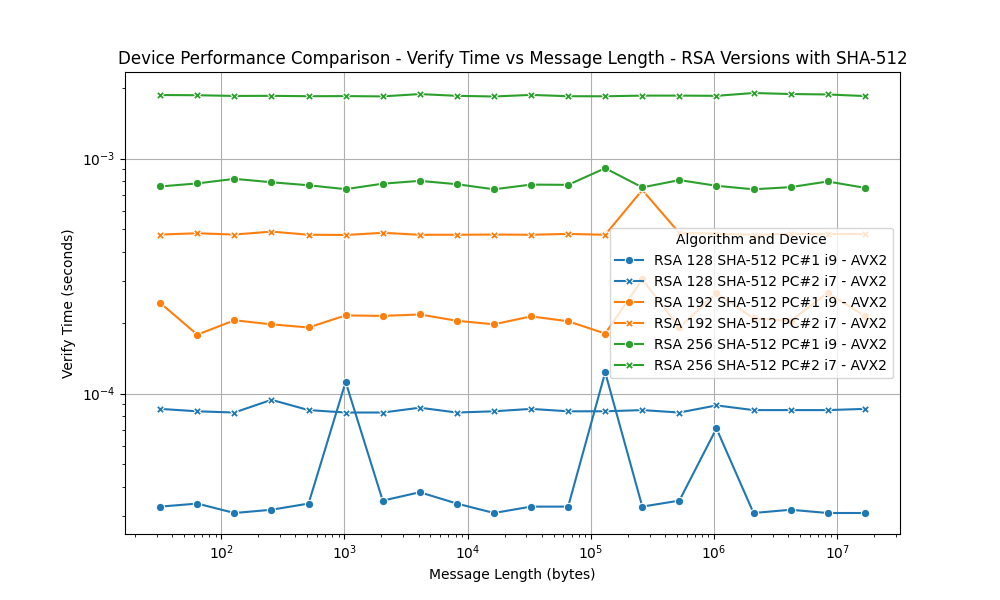 Device Performance Comparison - Verify Time vs Message Length - RSA Versions with SHA-512
Verify Time (seconds)
10⁻³
10⁻⁴
Algorithm and Device
RSA 128 SHA-512 PC#1 i9 - AVX2
RSA 128 SHA-512 PC#2 i7 - AVX2
RSA 192 SHA-512 PC#1 i9 - AVX2
RSA 192 SHA-512 PC#2 i7 - AVX2
RSA 256 SHA-512 PC#1 i9 - AVX2
RSA 256 SHA-512 PC#2 i7 - AVX2
10² 10³ 10⁴ 10⁵ 10⁶ 10⁷
Message Length (bytes)